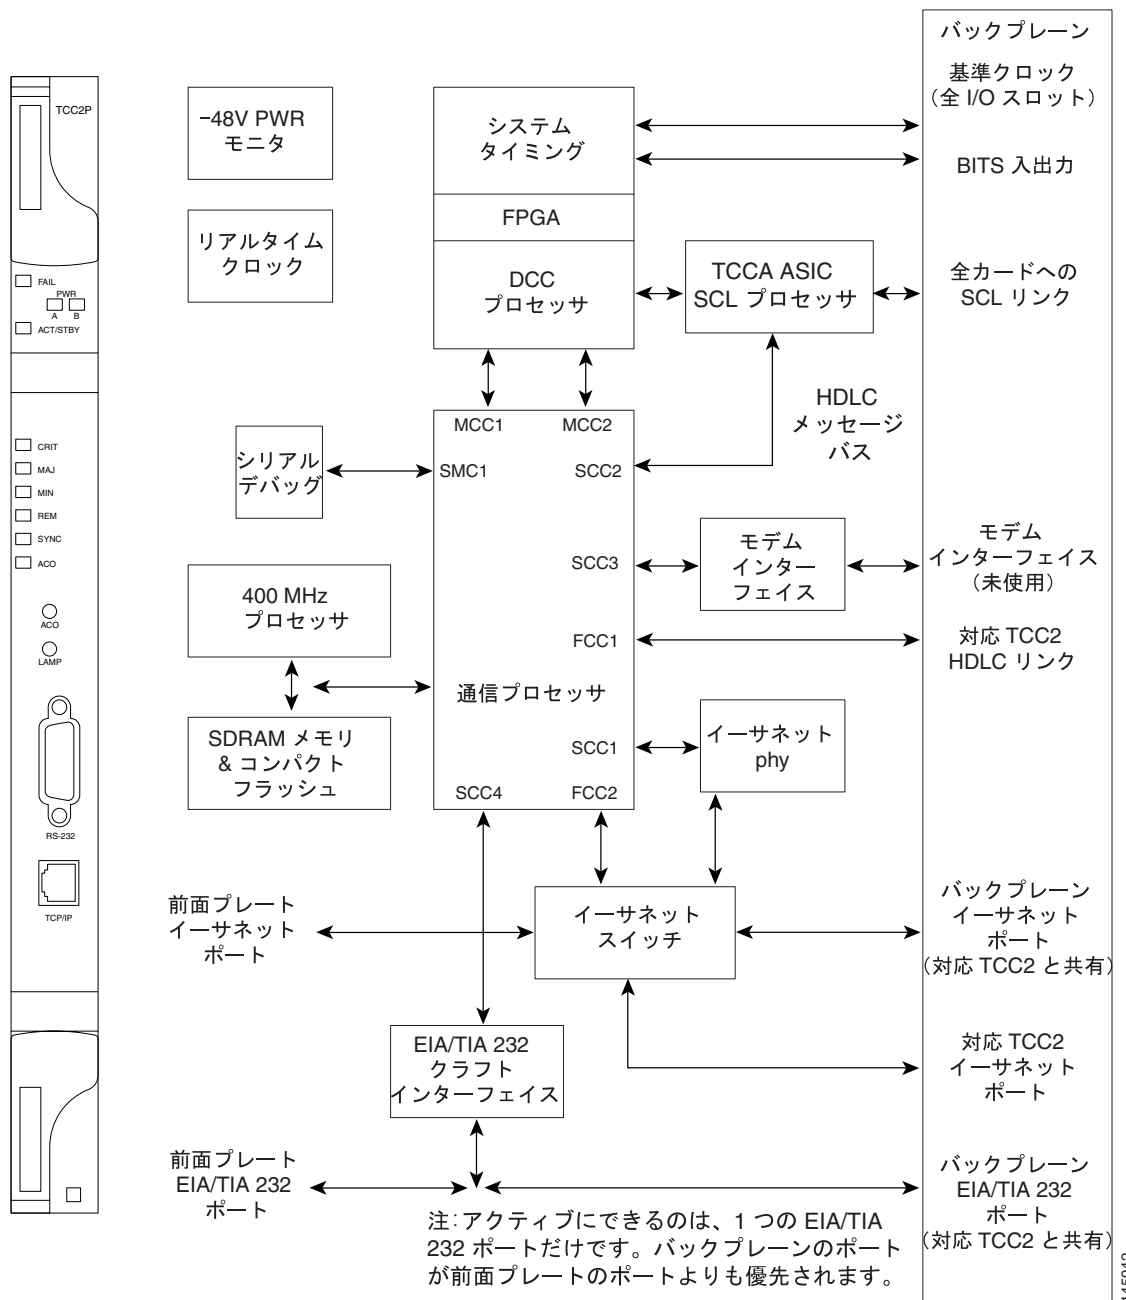 TCC2P
FAIL
PWR
A B
ACT/STBY
CRIT
MAJ
MIN
REM
SYNC
ACO
ACO
LAMP
RS-232
TCP/IP
−48V PWR
モニタ
リアルタイム
クロック
システム
タイミング
FPGA
DCC
プロセッサ
TCCA ASIC
SCL プロセッサ
HDLC
メッセージ
バス
MCC1
MCC2
シリアル
デバッグ
SMC1
SCC2
SCC3
モデム
インター
フェイス
400 MHz
プロセッサ
FCC1
通信プロセッサ
SDRAM メモリ
& コンパクト
フラッシュ
SCC1
イーサネット
phy
SCC4
FCC2
前面プレート
イーサネット
ポート
イーサネット
スイッチ
EIA/TIA 232
クラフト
インターフェイス
前面プレート
EIA/TIA 232
ポート
注:アクティブにできるのは、1 つの EIA/TIA
232 ポートだけです。バックプレーンのポート
が前面プレートのポートよりも優先されます。
バックプレーン
基準クロック
(全 I/O スロット)
BITS 入出力
全カードへの
SCL リンク
モデム
インターフェイス
(未使用)
対応 TCC2
HDLC リンク
バックプレーン
イーサネット
ポート
(対応 TCC2 と共有)
対応 TCC2
イーサネット
ポート
バックプレーン
EIA/TIA 232
ポート
(対応 TCC2 と共有)